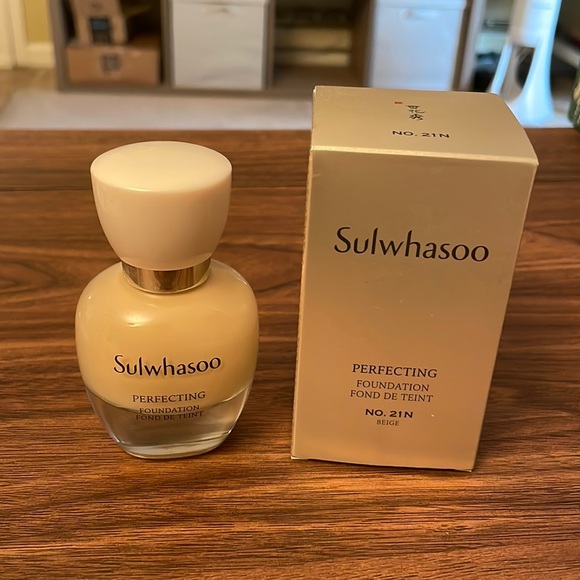 Sulwhasoo
PERFECTING
FOUNDATION
FOND DE TEINT
NO. 21N
Sulwhasoo
PERFECTING
FOUNDATION
FOND DE TEINT
NO. 21N
BEIGE